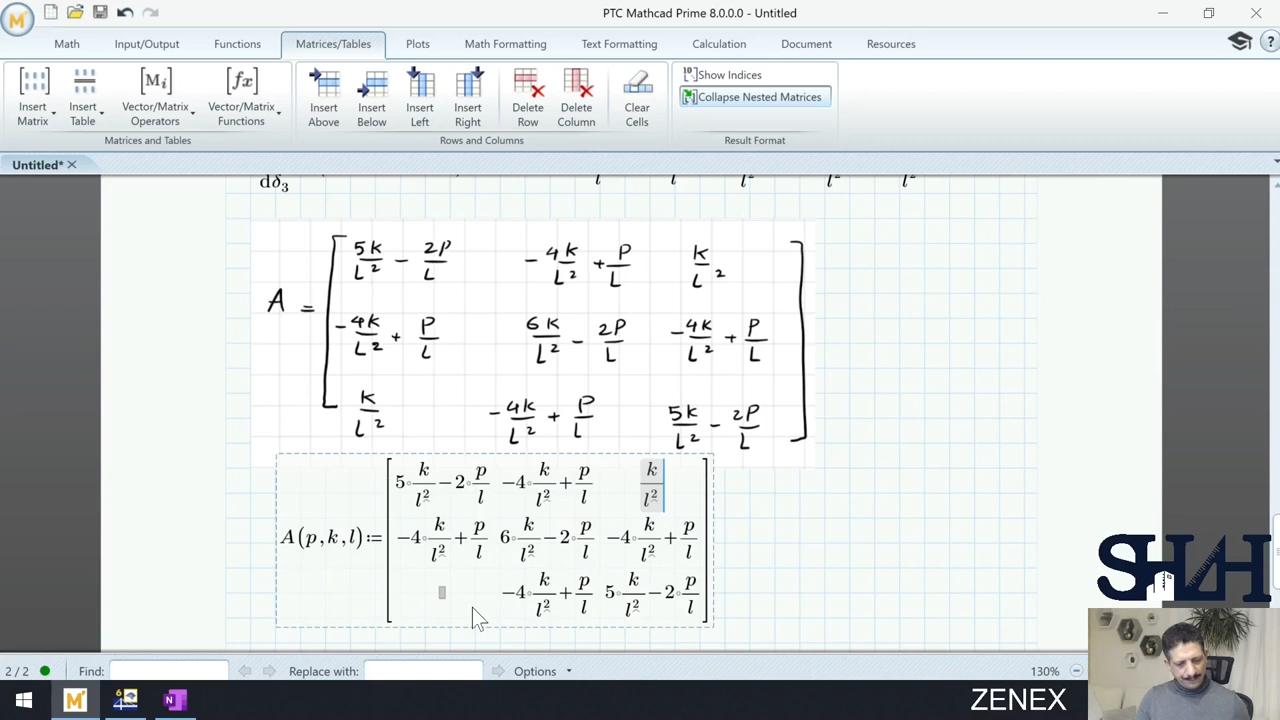 PTC Mathcad Prime 8.0.0.0 - Untitled
Math Input/Output Functions Matrices/Tables Plots Math Formatting Text Formatting Calculation Document Resources
Insert Matrix
Insert Table
Vector/Matrix Operators
Vector/Matrix Functions
Insert Above
Insert Below
Insert Left
Insert Right
Delete Row
Delete Column
Clear Cells
Show Indices
Collapse Nested Matrices
Matrices and Tables Rows and Columns Result Format
Untitled*
dδ₃ l l l² l² l²
A = [ 5K/L² - 2P/L   -4K/L² + P/L   K/L²
-4K/L² + P/L   6K/L² - 2P/L   -4K/L² + P/L
K/L²   -4K/L² + P/L   5K/L² - 2P/L ]
A(p,k,l):= [ 5·k/l² - 2·p/l   -4·k/l² + p/l   k/l²
-4·k/l² + p/l   6·k/l² - 2·p/l   -4·k/l² + p/l
-4·k/l² + p/l   5·k/l² - 2·p/l ]
2 / 2 Find: Replace with: Options 130%
ZENEX